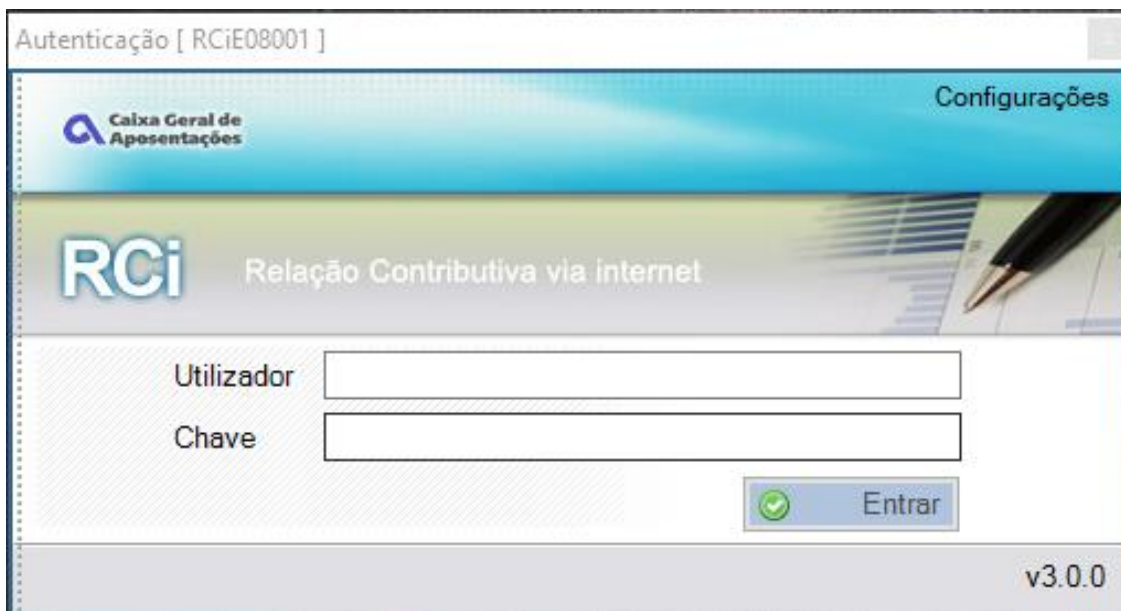 Autenticação [ RCiE08001 ]
Configurações
Caixa Geral de
Aposentações
RCi Relação Contributiva via internet
Utilizador
Chave
Entrar
v3.0.0